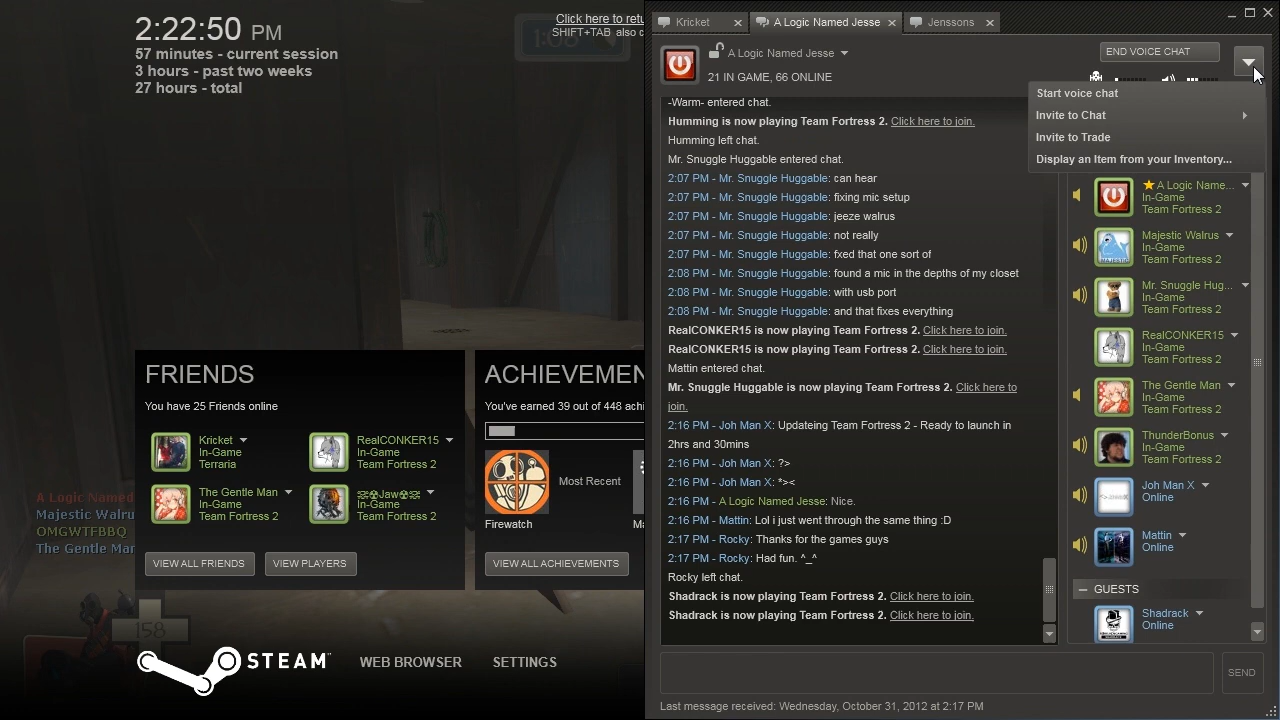 2:22:50 PM
57 minutes - current session
3 hours - past two weeks
27 hours - total
Click here to retu
SHIFT+TAB also c
FRIENDS
You have 25 Friends online
Kricket
In-Game
Terraria
RealCONKER15
In-Game
Team Fortress 2
The Gentle Man
In-Game
Team Fortress 2
Jaw
In-Game
Team Fortress 2
VIEW ALL FRIENDS
VIEW PLAYERS
ACHIEVEMEN
You've earned 39 out of 448 achi
Most Recent
Firewatch
Ma
VIEW ALL ACHIEVEMENTS
A Logic Named
Majestic Walru
OMGWTFBBQ
The Gentle Man
158
STEAM™
WEB BROWSER
SETTINGS
Kricket
A Logic Named Jesse
Jenssons
A Logic Named Jesse
21 IN GAME, 66 ONLINE
END VOICE CHAT
Start voice chat
Invite to Chat
Invite to Trade
Display an Item from your Inventory...
-Warm- entered chat.
Humming is now playing Team Fortress 2. Click here to join.
Humming left chat.
Mr. Snuggle Huggable entered chat.
2:07 PM - Mr. Snuggle Huggable: can hear
2:07 PM - Mr. Snuggle Huggable: fixing mic setup
2:07 PM - Mr. Snuggle Huggable: jeeze walrus
2:07 PM - Mr. Snuggle Huggable: not really
2:07 PM - Mr. Snuggle Huggable: fxed that one sort of
2:08 PM - Mr. Snuggle Huggable: found a mic in the depths of my closet
2:08 PM - Mr. Snuggle Huggable: with usb port
2:08 PM - Mr. Snuggle Huggable: and that fixes everything
RealCONKER15 is now playing Team Fortress 2. Click here to join.
RealCONKER15 is now playing Team Fortress 2. Click here to join.
Mattin entered chat.
Mr. Snuggle Huggable is now playing Team Fortress 2. Click here to
join.
2:16 PM - Joh Man X: Updateing Team Fortress 2 - Ready to launch in
2hrs and 30mins
2:16 PM - Joh Man X: ?>
2:16 PM - Joh Man X: *><
2:16 PM - A Logic Named Jesse: Nice.
2:16 PM - Mattin: Lol i just went through the same thing :D
2:17 PM - Rocky: Thanks for the games guys
2:17 PM - Rocky: Had fun. ^_^
Rocky left chat.
Shadrack is now playing Team Fortress 2. Click here to join.
Shadrack is now playing Team Fortress 2. Click here to join.
A Logic Name...
In-Game
Team Fortress 2
MAJESTIC
Majestic Walrus
In-Game
Team Fortress 2
Mr. Snuggle Hug...
In-Game
Team Fortress 2
RealCONKER15
In-Game
Team Fortress 2
The Gentle Man
In-Game
Team Fortress 2
ThunderBonus
In-Game
Team Fortress 2
Joh Man X
Online
Mattin
Online
GUESTS
Shadrack
Online
SEND
Last message received: Wednesday, October 31, 2012 at 2:17 PM